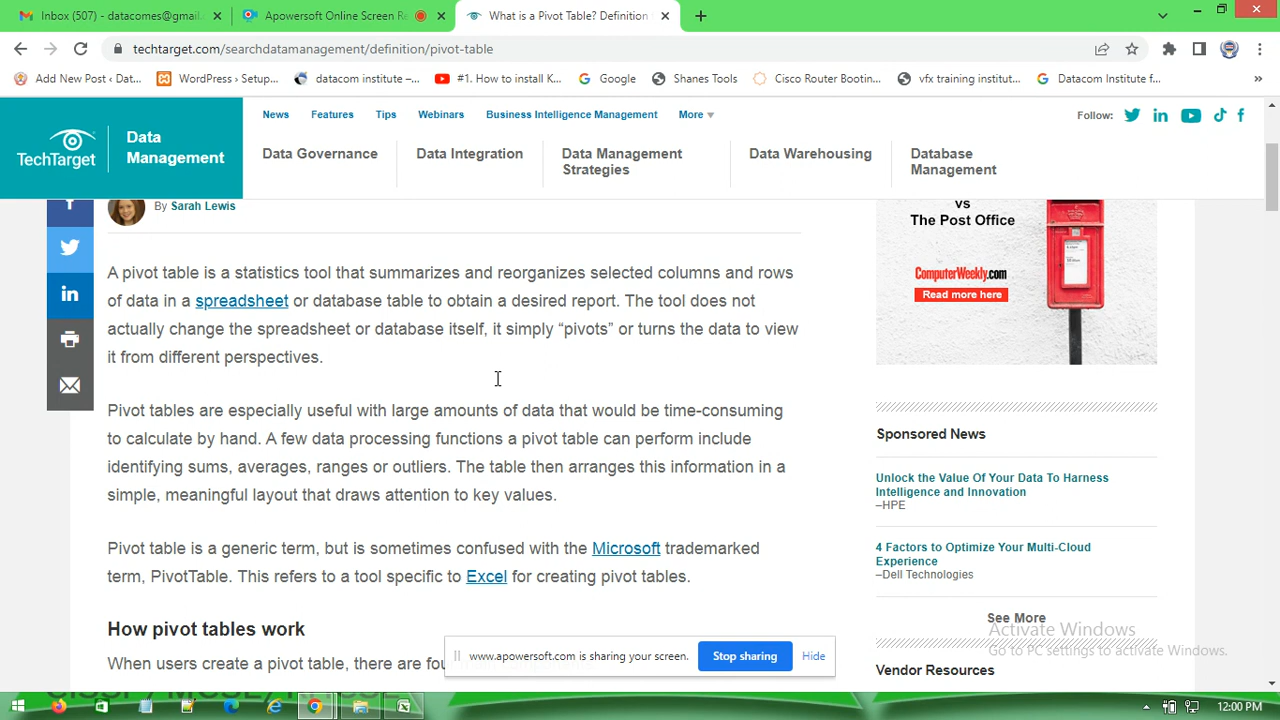 Inbox (507) - datacomes@gmail.
Apowersoft Online Screen Re
What is a Pivot Table? Definition
techtarget.com/searchdatamanagement/definition/pivot-table
Add New Post ‹ Dat...
WordPress › Setup...
datacom institute –...
#1. How to install K...
Google
Shanes Tools
Cisco Router Bootin...
vfx training institut...
Datacom Institute f...
»
TechTarget
Data Management
News
Features
Tips
Webinars
Business Intelligence Management
More
Follow:
Data Governance
Data Integration
Data Management Strategies
Data Warehousing
Database Management
By Sarah Lewis
A pivot table is a statistics tool that summarizes and reorganizes selected columns and rows
of data in a spreadsheet or database table to obtain a desired report. The tool does not
actually change the spreadsheet or database itself, it simply “pivots” or turns the data to view
it from different perspectives.
Pivot tables are especially useful with large amounts of data that would be time-consuming
to calculate by hand. A few data processing functions a pivot table can perform include
identifying sums, averages, ranges or outliers. The table then arranges this information in a
simple, meaningful layout that draws attention to key values.
Pivot table is a generic term, but is sometimes confused with the Microsoft trademarked
term, PivotTable. This refers to a tool specific to Excel for creating pivot tables.
How pivot tables work
When users create a pivot table, there are fou
vs
The Post Office
ComputerWeekly.com
Read more here
Sponsored News
Unlock the Value Of Your Data To Harness
Intelligence and Innovation
–HPE
4 Factors to Optimize Your Multi-Cloud
Experience
–Dell Technologies
See More
Vendor Resources
Activate Windows
Go to PC settings to activate Windows.
www.apowersoft.com is sharing your screen.
Stop sharing
Hide
12:00 PM